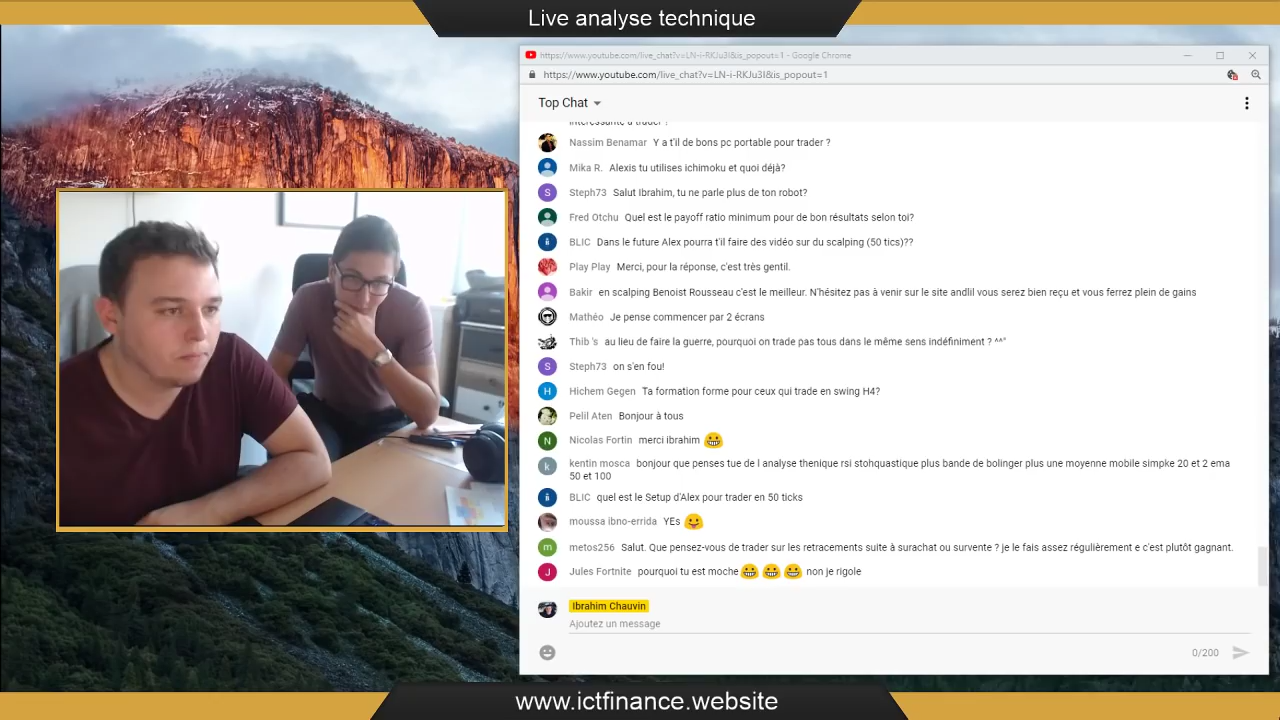 Live analyse technique
https://www.youtube.com/live_chat?v=LN-i-RKJu3I&is_popout=1 - Google Chrome
https://www.youtube.com/live_chat?v=LN-i-RKJu3I&is_popout=1
Top Chat
intéressante à trader ?
Nassim Benamar Y a t'il de bons pc portable pour trader ?
Mika R. Alexis tu utilises ichimoku et quoi déjà?
S Steph73 Salut Ibrahim, tu ne parle plus de ton robot?
Fred Otchu Quel est le payoff ratio minimum pour de bon résultats selon toi?
BLIC Dans le future Alex pourra t'il faire des vidéo sur du scalping (50 tics)??
Play Play Merci, pour la réponse, c'est très gentil.
Bakir en scalping Benoist Rousseau c'est le meilleur. N'hésitez pas à venir sur le site andlil vous serez bien reçu et vous ferrez plein de gains
Mathéo Je pense commencer par 2 écrans
Thib 's au lieu de faire la guerre, pourquoi on trade pas tous dans le même sens indéfiniment ? ^^"
S Steph73 on s'en fou!
H Hichem Gegen Ta formation forme pour ceux qui trade en swing H4?
Pelil Aten Bonjour à tous
N Nicolas Fortin merci ibrahim
k kentin mosca bonjour que penses tue de l analyse thenique rsi stohquastique plus bande de bolinger plus une moyenne mobile simpke 20 et 2 ema
50 et 100
BLIC quel est le Setup d'Alex pour trader en 50 ticks
moussa ibno-errida YEs
m metos256 Salut. Que pensez-vous de trader sur les retracements suite à surachat ou survente ? je le fais assez régulièrement e c'est plutôt gagnant.
J Jules Fortnite pourquoi tu est moche non je rigole
Ibrahim Chauvin
Ajoutez un message
0/200
www.ictfinance.website